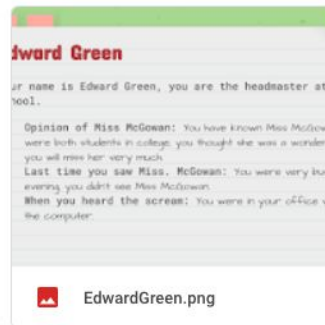 dward Green
ur name is Edward Green, you are the headmaster at
ool.
Opinion of Miss McGowan: You have known Miss McGow
were both students in college, you thought she was a wonder
you will miss her very much.
Last time you saw Miss. McGowan: You were very bu
evening, you didn't see Miss McGowan.
When you heard the scream: You were in your office
the computer.
EdwardGreen.png